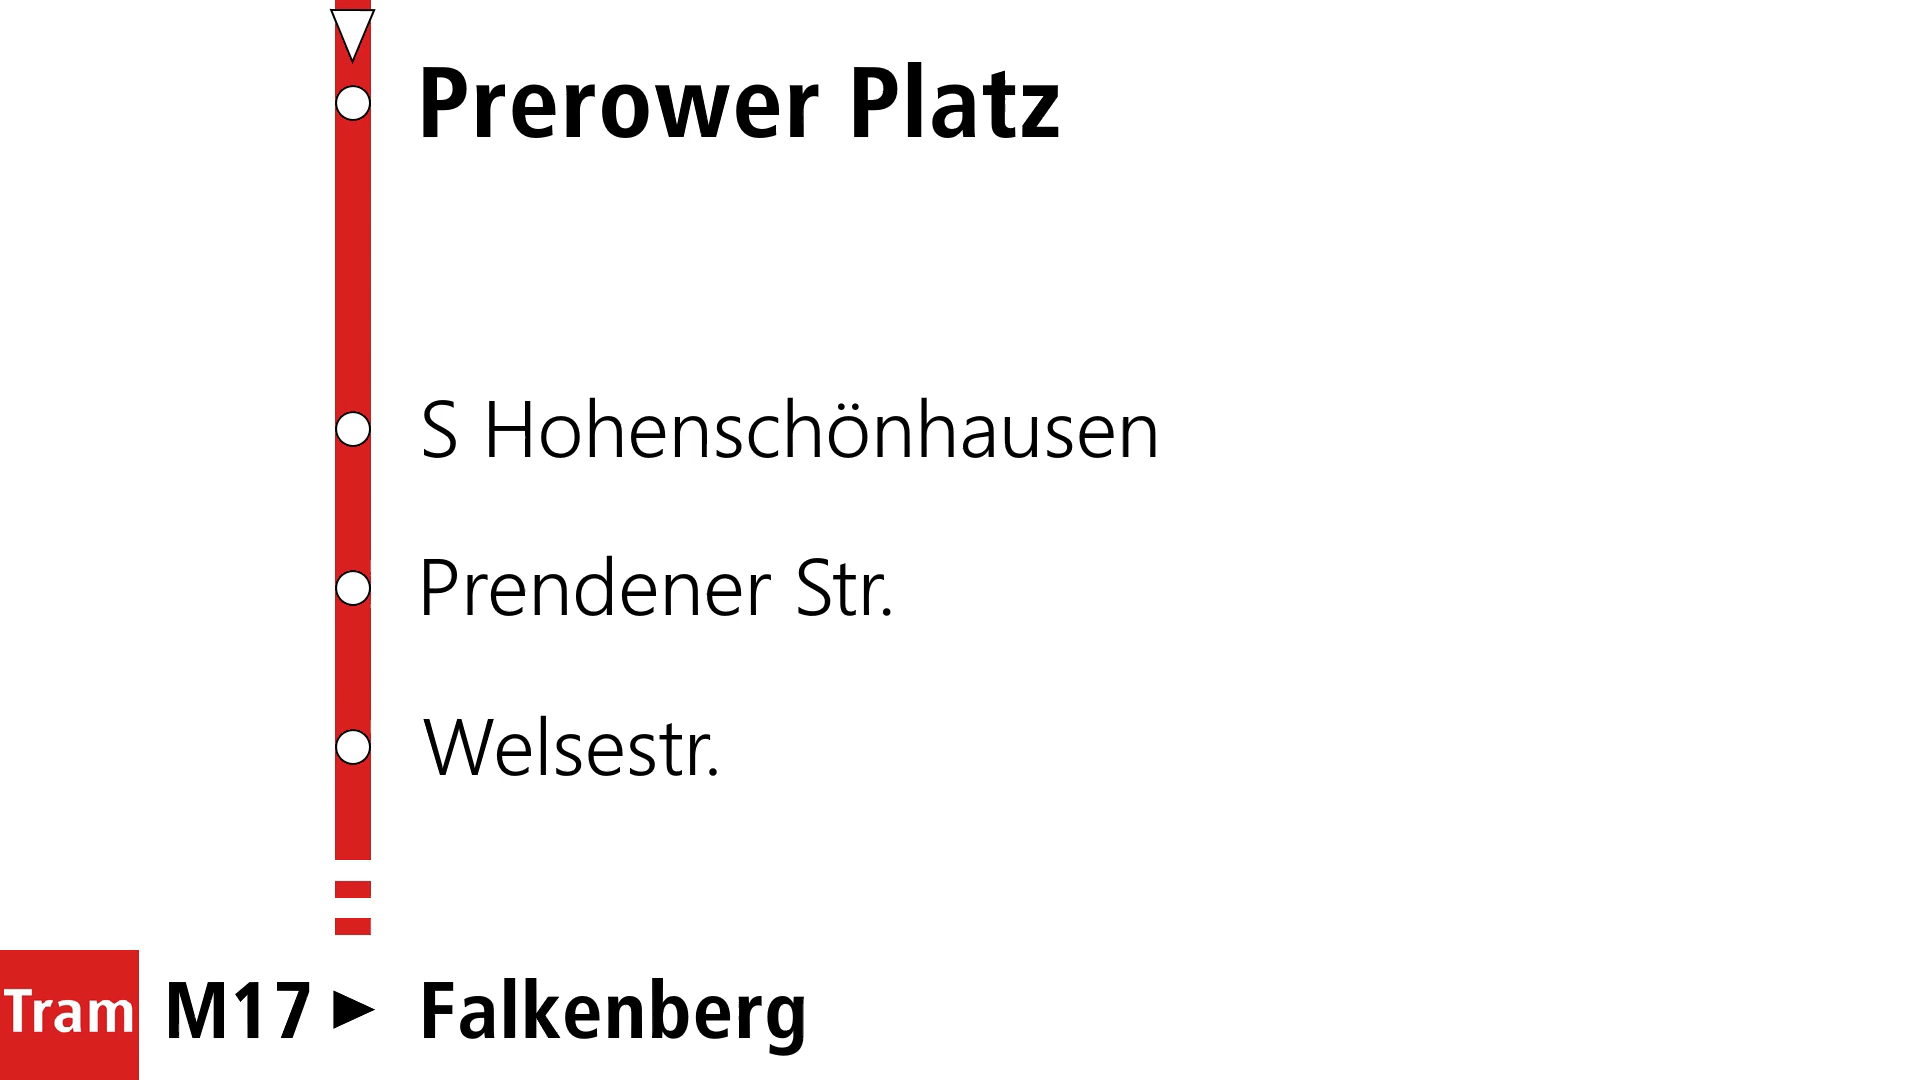 Prerower Platz
S Hohenschönhausen
Prendener Str.
Welsestr.
Tram M17 ► Falkenberg